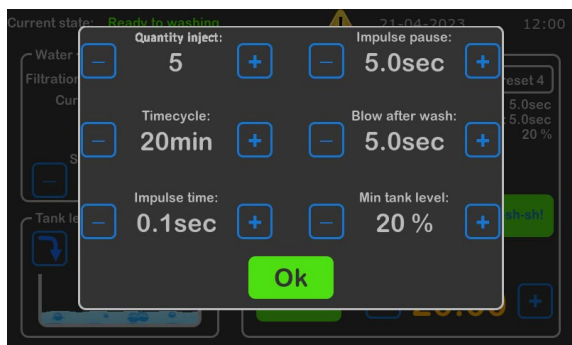 Current state: Ready to washing 21-04-2023 12:00
Water
Quantity inject: Impulse pause:
5 5.0sec
Filtration reset 4
Cur 5.0sec
5.0sec
20 %
Timecycle: Blow after wash:
20min 5.0sec
S
Impulse time: Min tank level:
0.1sec 20 %
Tank le sh-sh!
Ok